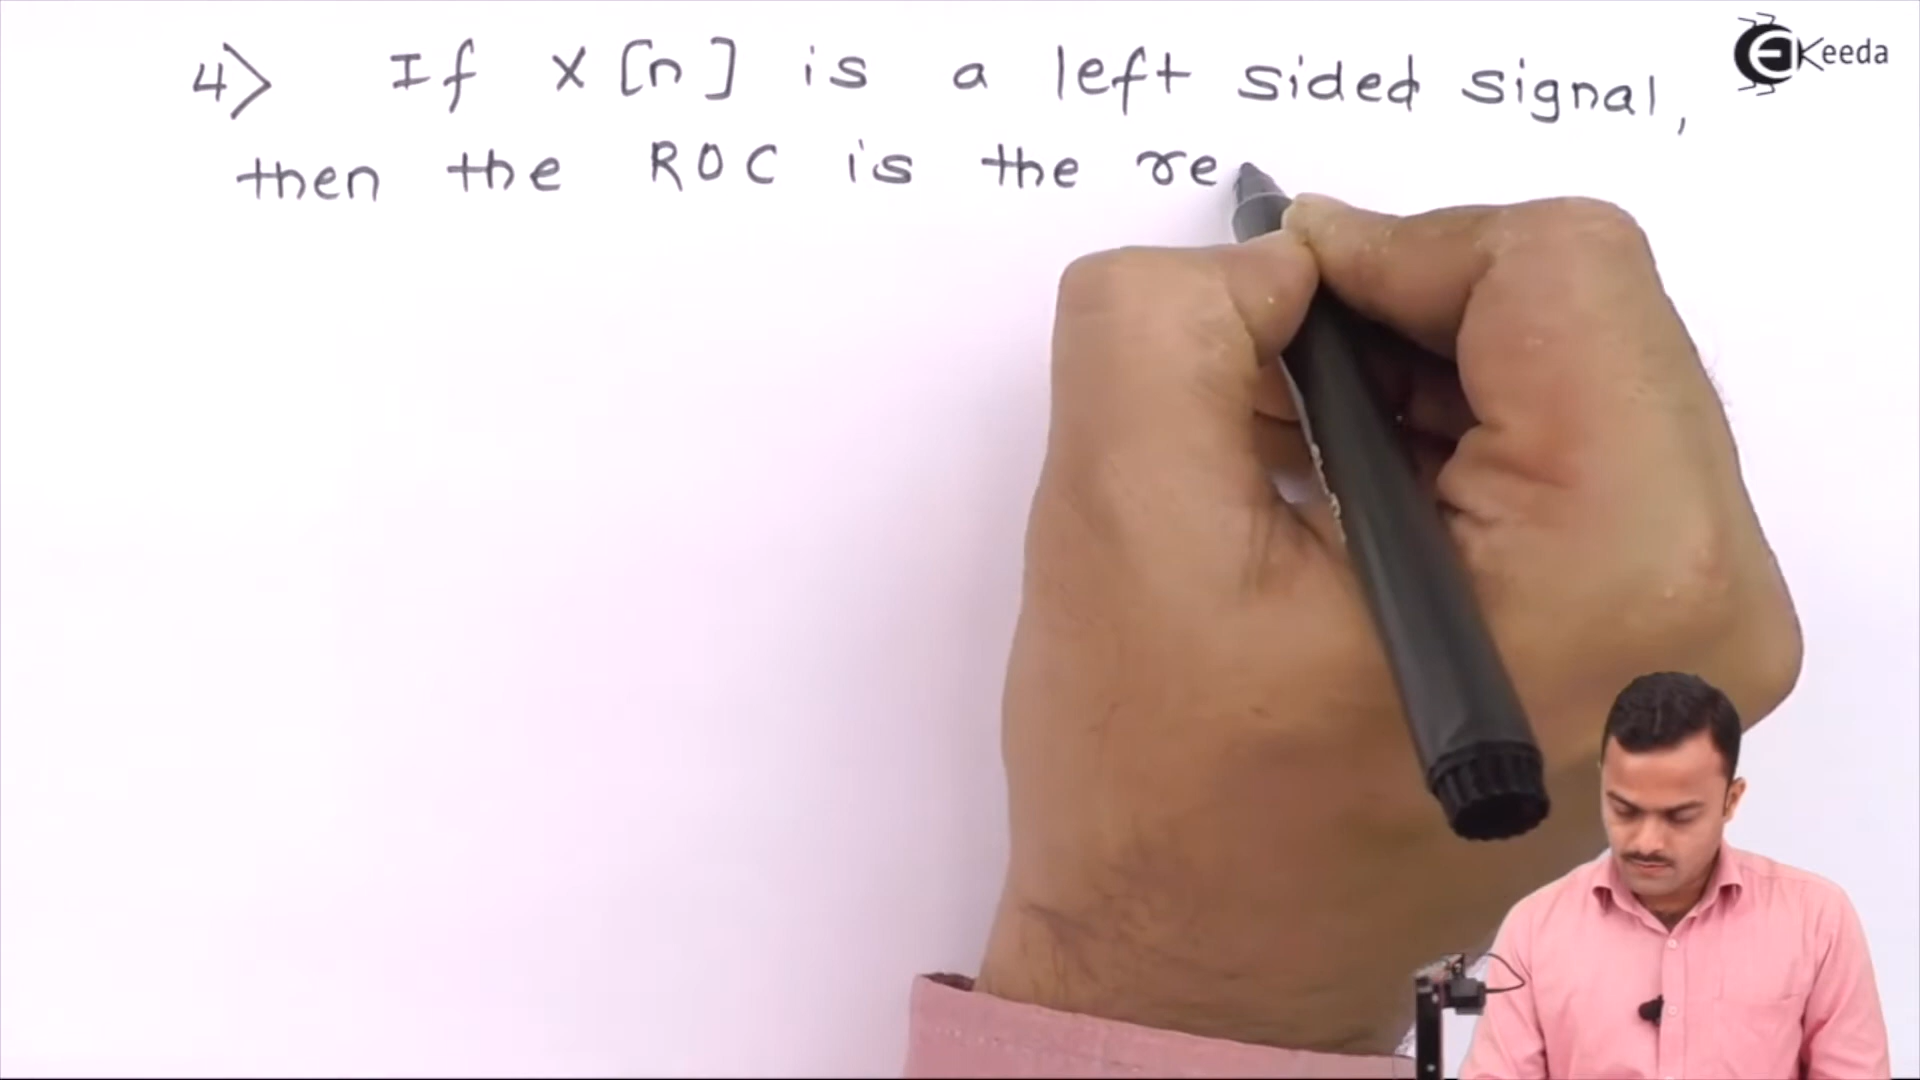 4> If x[n] is a left sided signal,
then the ROC is the re
Keeda